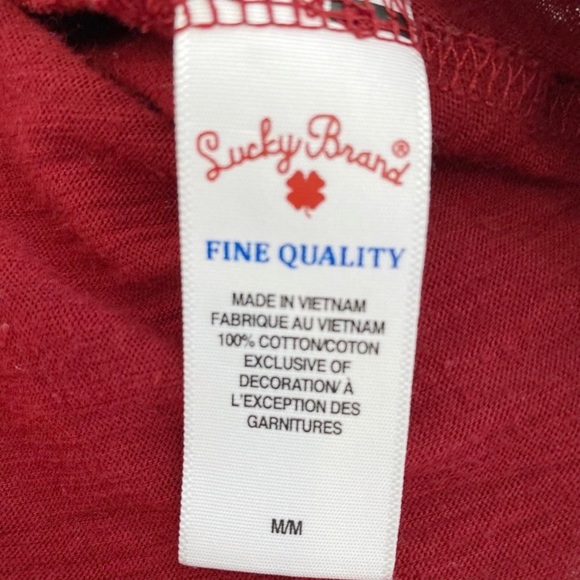 Lucky Brand®
FINE QUALITY
MADE IN VIETNAM
FABRIQUE AU VIETNAM
100% COTTON/COTON
EXCLUSIVE OF
DECORATION/À
L'EXCEPTION DES
GARNITURES
M/M